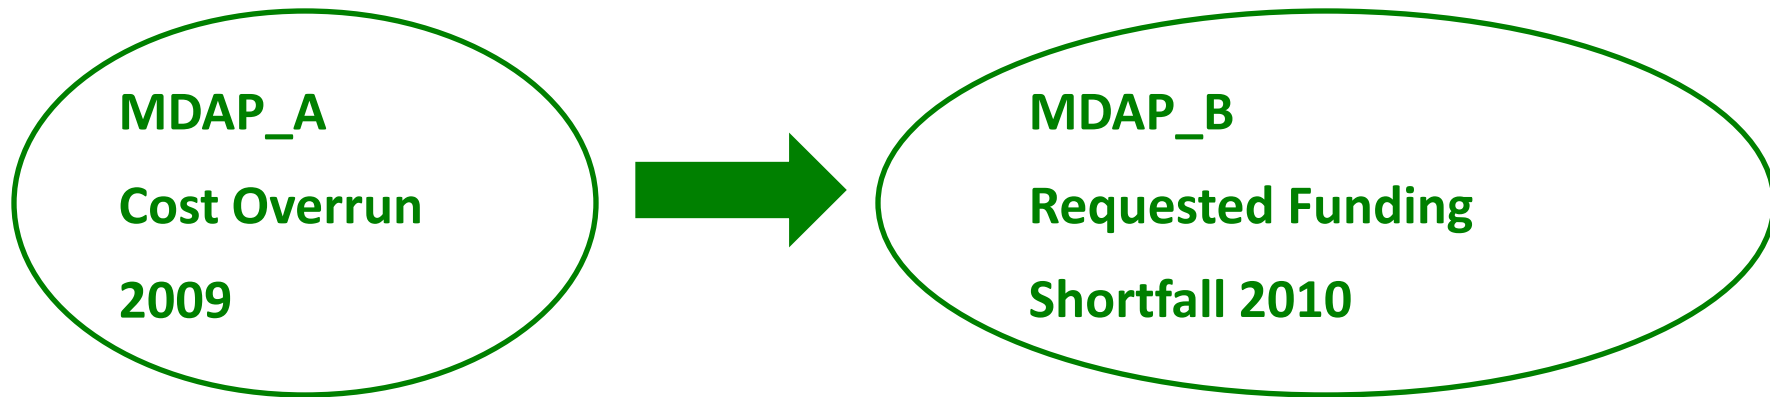 MDAP_A
Cost Overrun
2009
MDAP_B
Requested Funding
Shortfall 2010